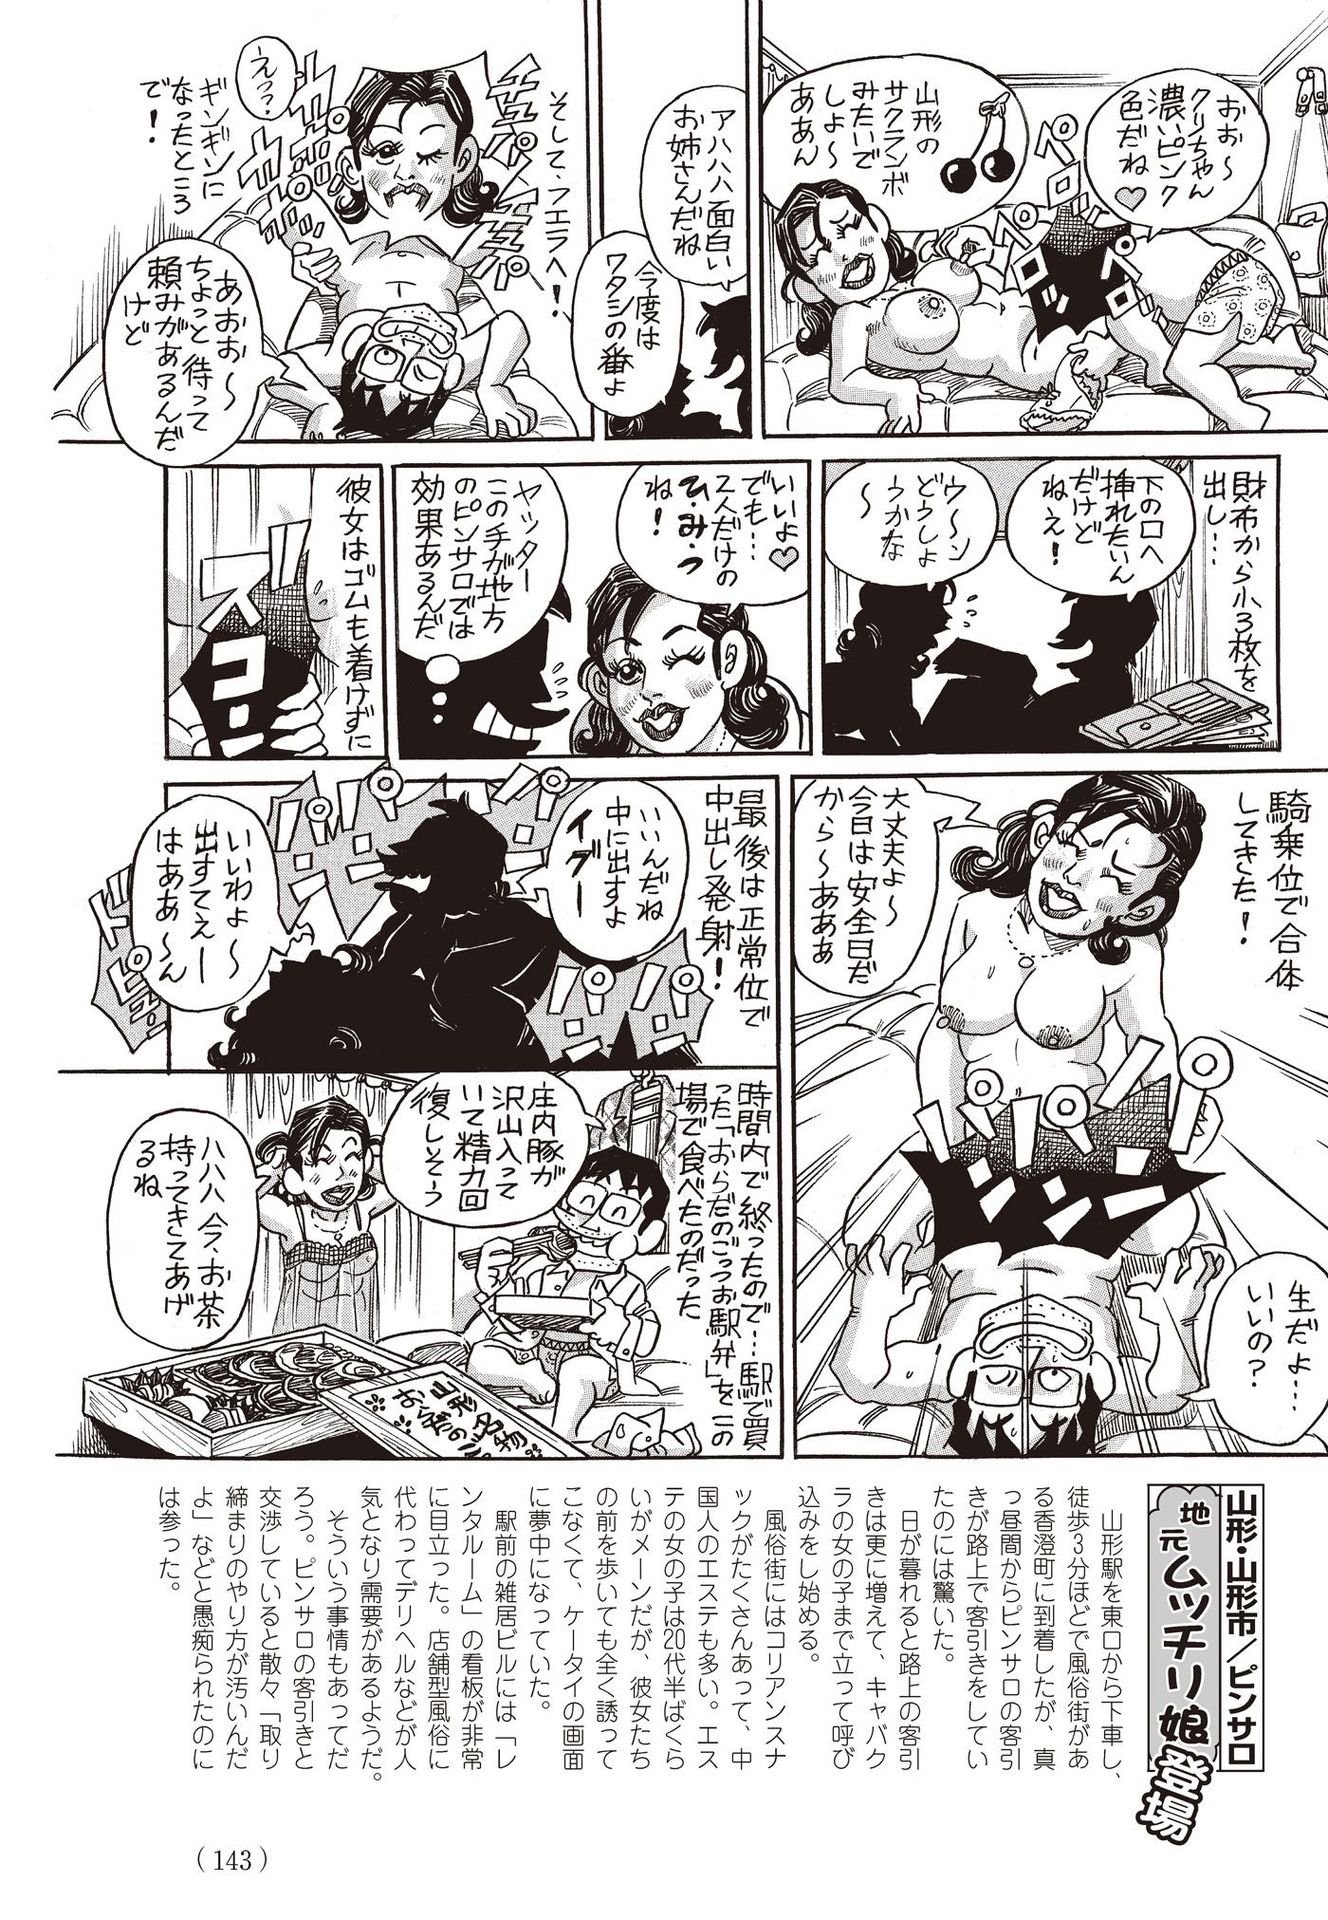 おお〜
クリちゃん
濃いピンク
色だね♥
山形の
サクランボ
みたいで
しょ〜
ああん
ペロペロペロ
アハハハ面白い
お姉さんだね
今度は
ワタシの番よ
そして、フェラへ!
チュパチュパチュパ
カポカポカポ
えっ?
ギンギンに
なったところ
で!
あおお〜
ちょっと待って
頼みがあるんだ
けど
財布から小3枚を
出し…
下の口へ
挿れたいん
だけど
ねえ!
ウ〜ン
どうしよ
うかな
〜
いいよ♥
でも…
2人だけの
ひ・み・つ
ね!
ヤッター
この手が地方
のピンサロでは
効果あるんだ
彼女はゴムも着けずに
ズコ
騎乗位で合体
してきた!
大丈夫よ〜
今日は安全日だ
から〜あああ
生だよ…
いいの?
最後は正常位で
中出し発射!
いいんだね
中に出すよ
イグー
いいわよ〜
出すてえー
はああ〜ん
ドピュ
時間内で終ったので…駅で買
った「おらだのごっつお駅弁」をこの
場で食べたのだった
庄内豚が
沢山入って
いて精力回
復しそう
ハハハ今、お茶
持ってきてあげ
るね
山形名物
山形・山形市/ピンサロ
地元ムッチリ娘登場
山形駅を東口から下車し、
徒歩3分ほどで風俗街があ
る香澄町に到着したが、真
っ昼間からピンサロの客引
きが路上で客引きをしてい
たのには驚いた。
日が暮れると路上の客引
きは更に増えて、キャバク
ラの女の子まで立って呼び
込みをし始める。
風俗街にはコリアンスナ
ックがたくさんあって、中
国人のエステも多い。エス
テの女の子は20代半ばくら
いがメーンだが、彼女たち
の前を歩いても全く誘って
こなくて、ケータイの画面
に夢中になっていた。
駅前の雑居ビルには「レ
ンタルーム」の看板が非常
に目立った。店舗型風俗に
代わってデリヘルなどが人
気となり需要があるようだ。
そういう事情もあってだ
ろう。ピンサロの客引きと
交渉していると散々「取り
締まりのやり方が汚いんだ
よ」などと愚痴られたのに
は参った。
(143)